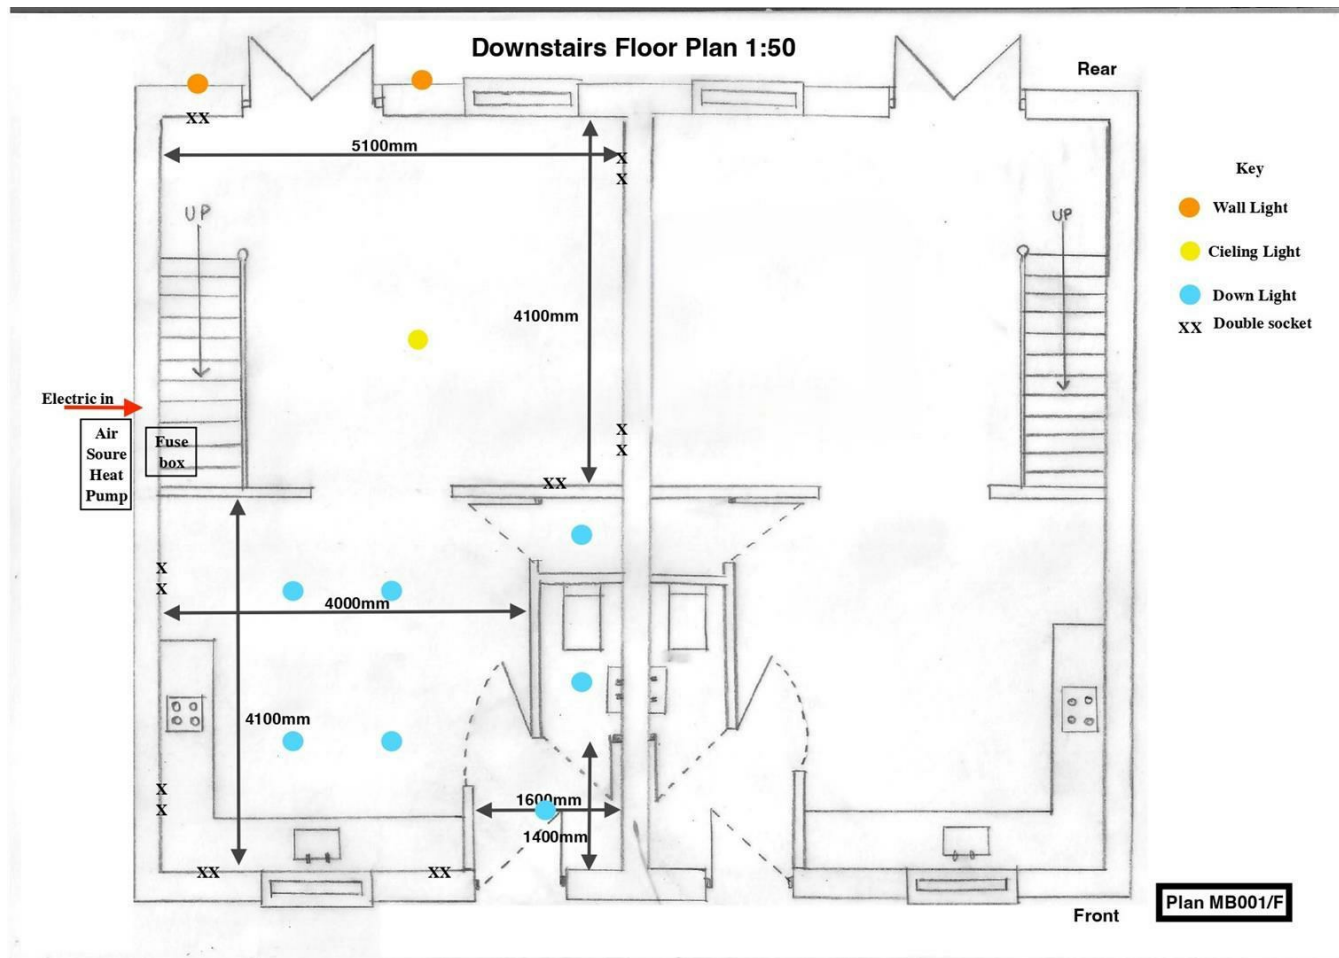 Downstairs Floor Plan 1:50
Rear
XX
5100mm
X
X
Key
UP
UP
Wall Light
Cieling Light
Down Light
XX Double socket
4100mm
Electric in
Air
Soure
Heat
Pump
Fuse
box
X
X
XX
X
X
4000mm
4100mm
X
X
1600mm
1400mm
XX
XX
Plan MB001/F
Front